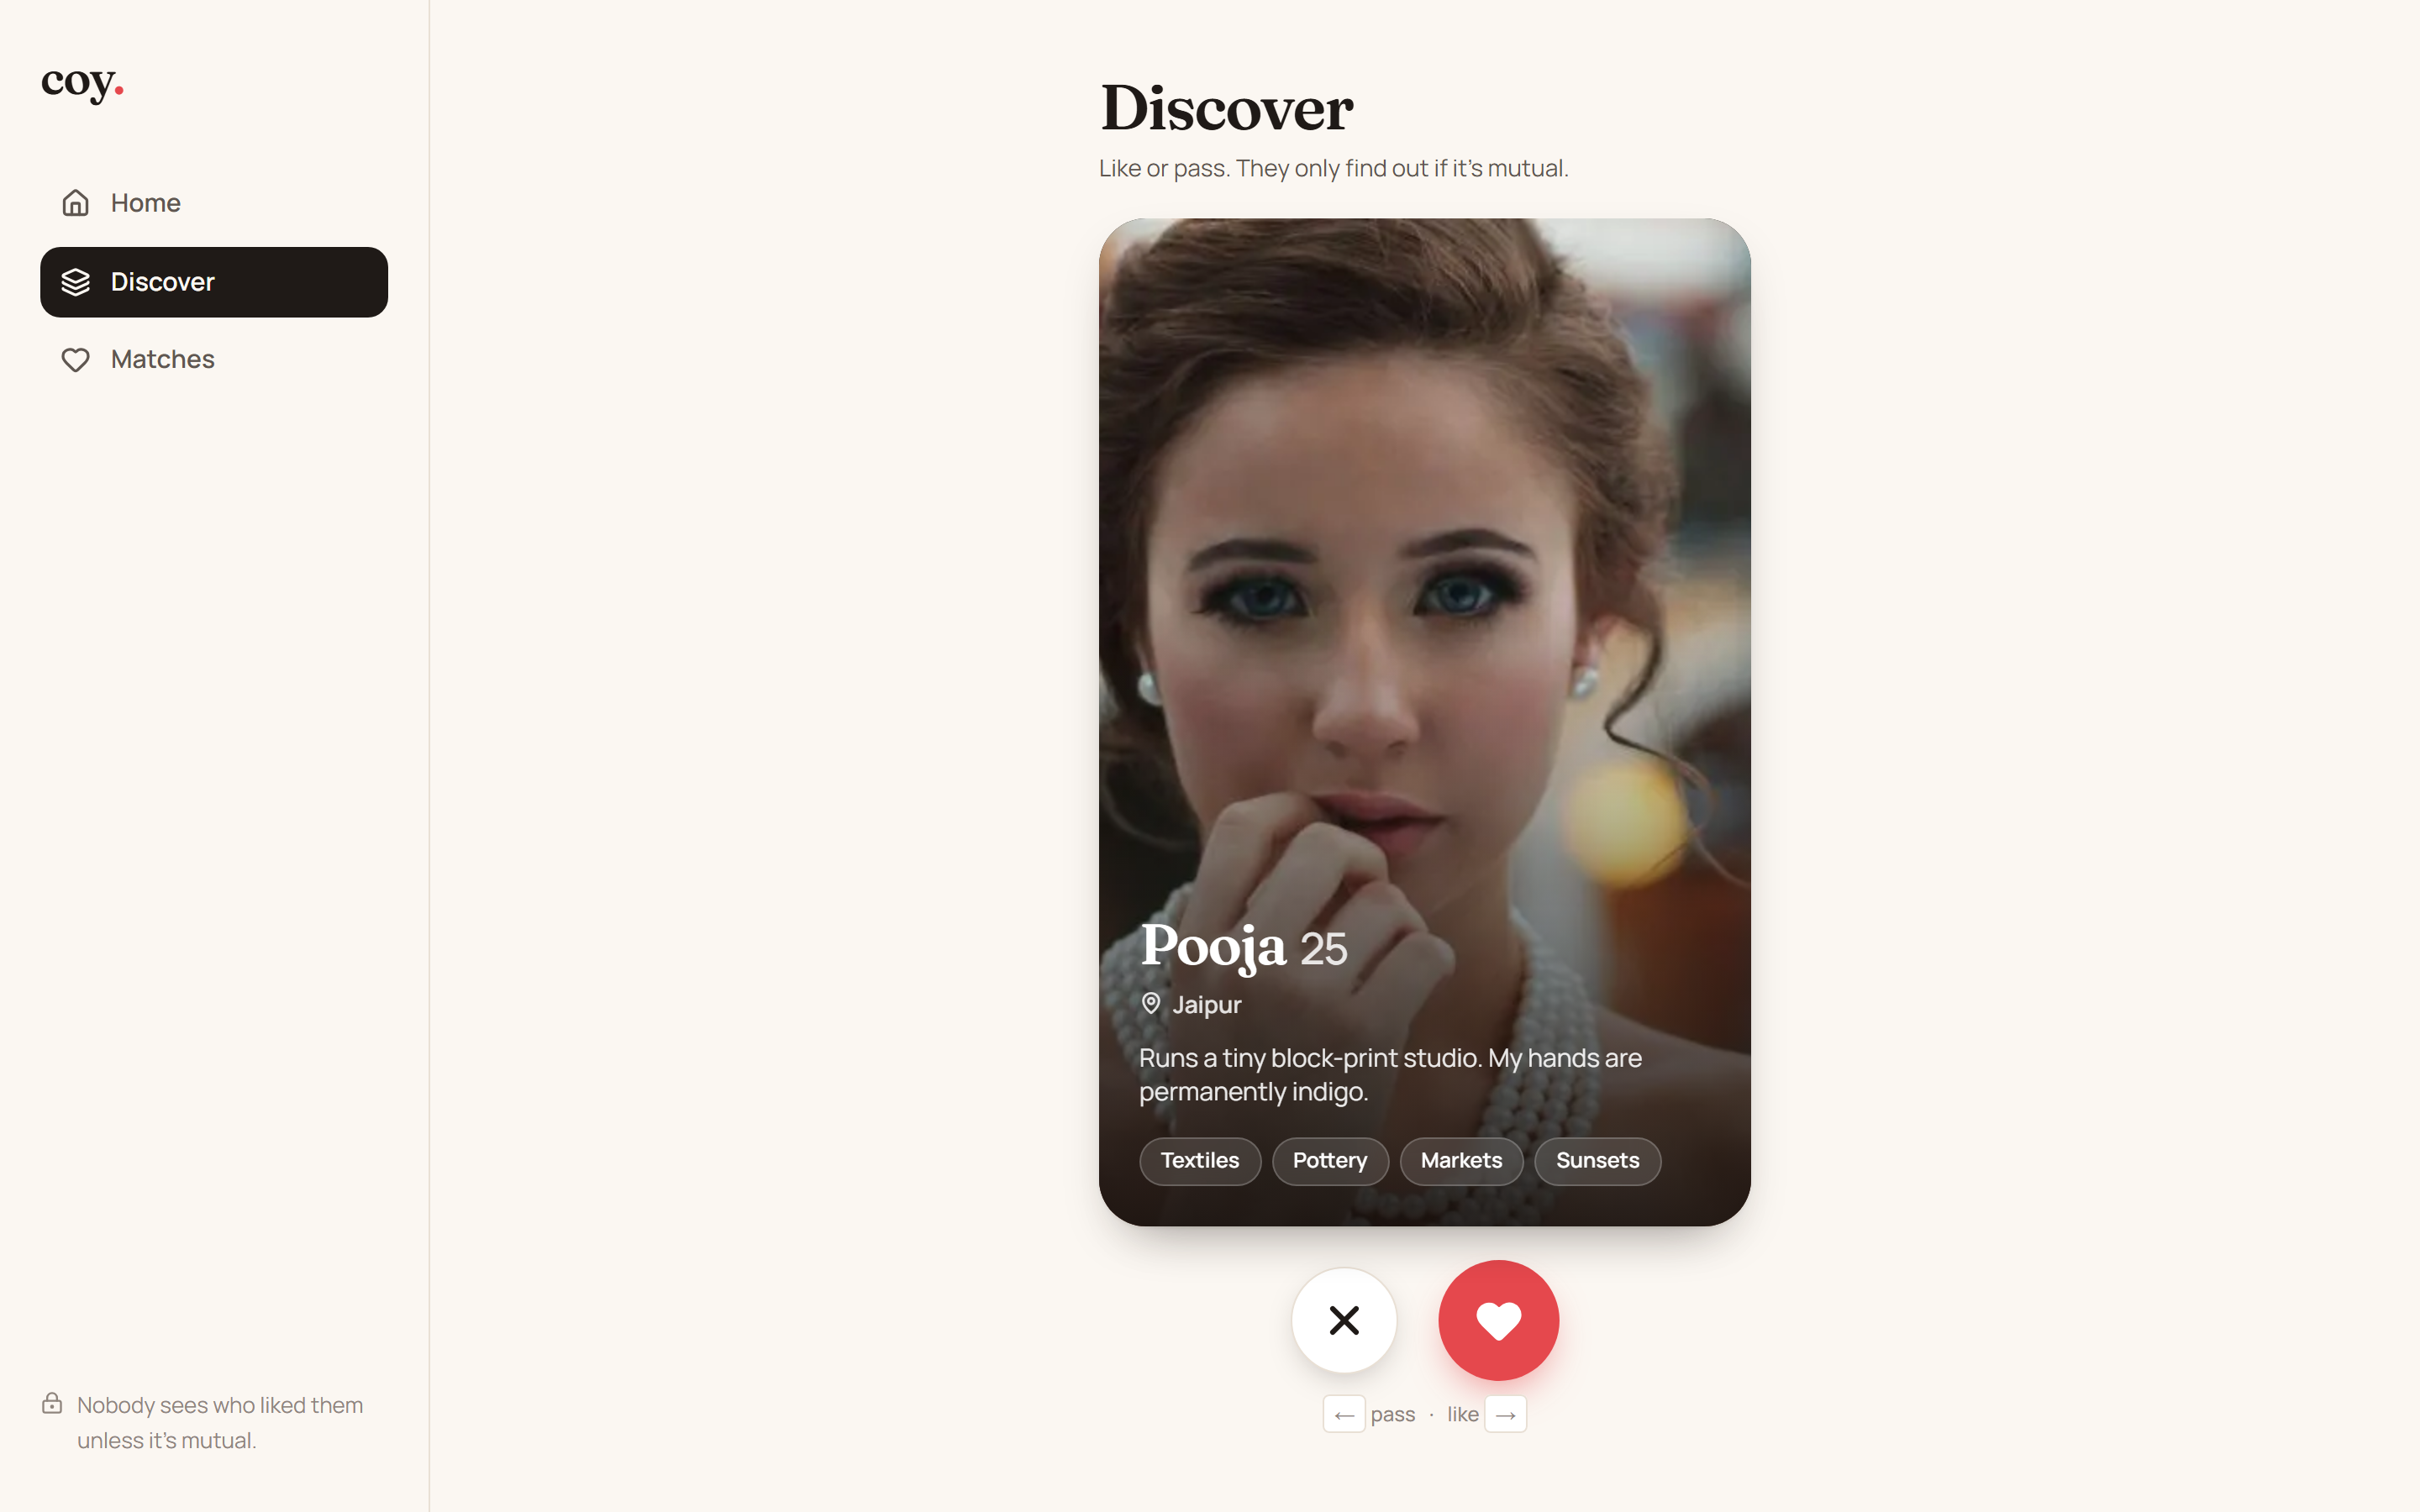 coy.
Home
Discover
Matches
Nobody sees who liked them
unless it's mutual.
Discover
Like or pass. They only find out if it's mutual.
Pooja 25
Jaipur
Runs a tiny block-print studio. My hands are
permanently indigo.
Textiles Pottery Markets Sunsets
← pass · like →